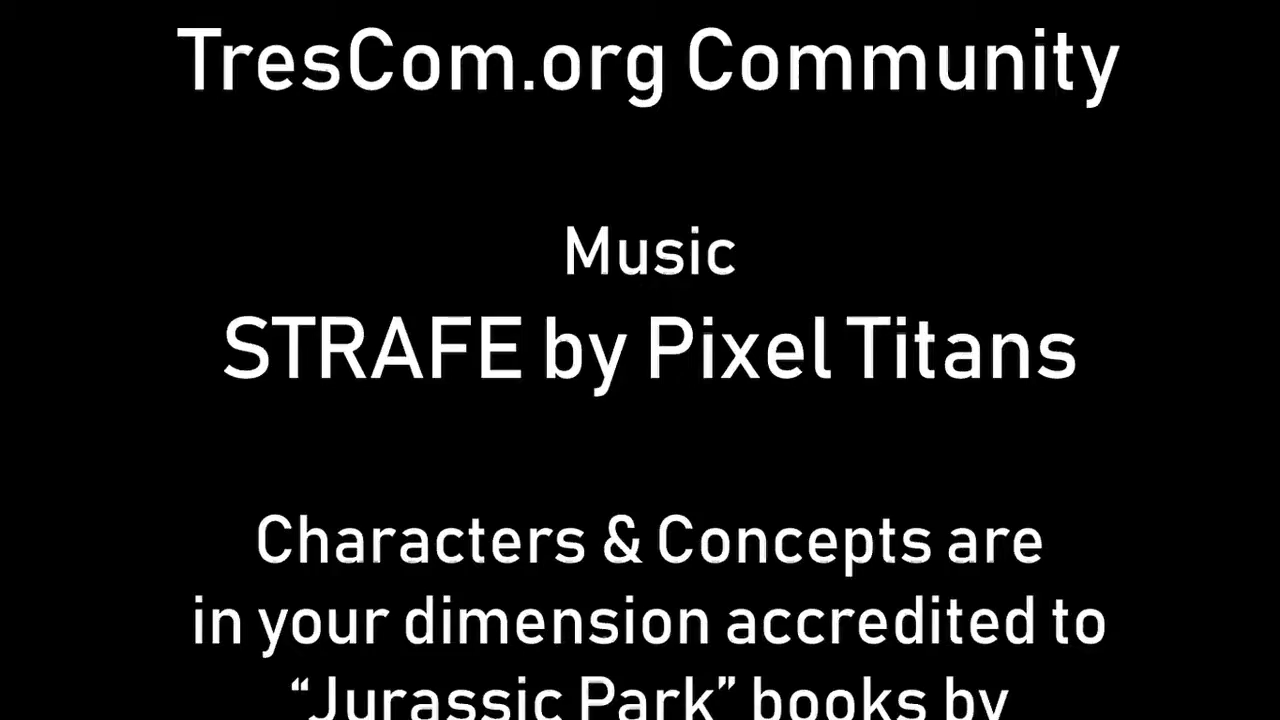 TresCom.org Community
Music
STRAFE by Pixel Titans
Characters & Concepts are
in your dimension accredited to
“Jurassic Park” books by